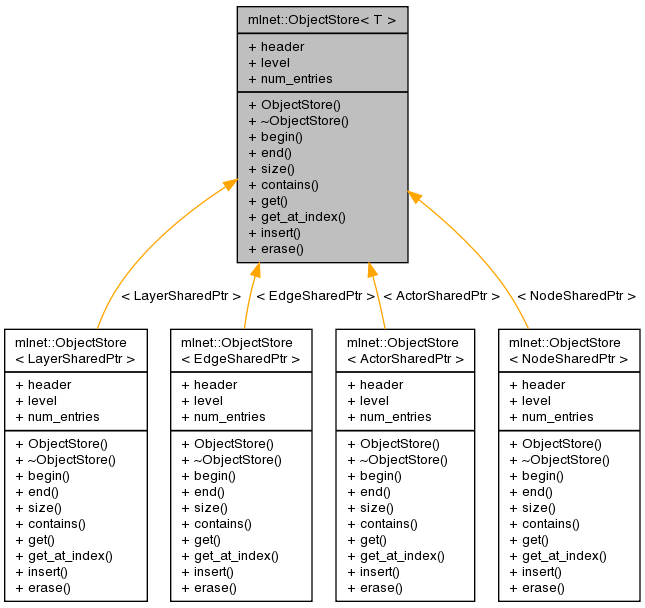 mlnet::ObjectStore< T >
+ header
+ level
+ num_entries
+ ObjectStore()
+ ~ObjectStore()
+ begin()
+ end()
+ size()
+ contains()
+ get()
+ get_at_index()
+ insert()
+ erase()
< LayerSharedPtr >
< EdgeSharedPtr >
< ActorSharedPtr >
< NodeSharedPtr >
mlnet::ObjectStore
< LayerSharedPtr >
+ header
+ level
+ num_entries
+ ObjectStore()
+ ~ObjectStore()
+ begin()
+ end()
+ size()
+ contains()
+ get()
+ get_at_index()
+ insert()
+ erase()
mlnet::ObjectStore
< EdgeSharedPtr >
+ header
+ level
+ num_entries
+ ObjectStore()
+ ~ObjectStore()
+ begin()
+ end()
+ size()
+ contains()
+ get()
+ get_at_index()
+ insert()
+ erase()
mlnet::ObjectStore
< ActorSharedPtr >
+ header
+ level
+ num_entries
+ ObjectStore()
+ ~ObjectStore()
+ begin()
+ end()
+ size()
+ contains()
+ get()
+ get_at_index()
+ insert()
+ erase()
mlnet::ObjectStore
< NodeSharedPtr >
+ header
+ level
+ num_entries
+ ObjectStore()
+ ~ObjectStore()
+ begin()
+ end()
+ size()
+ contains()
+ get()
+ get_at_index()
+ insert()
+ erase()